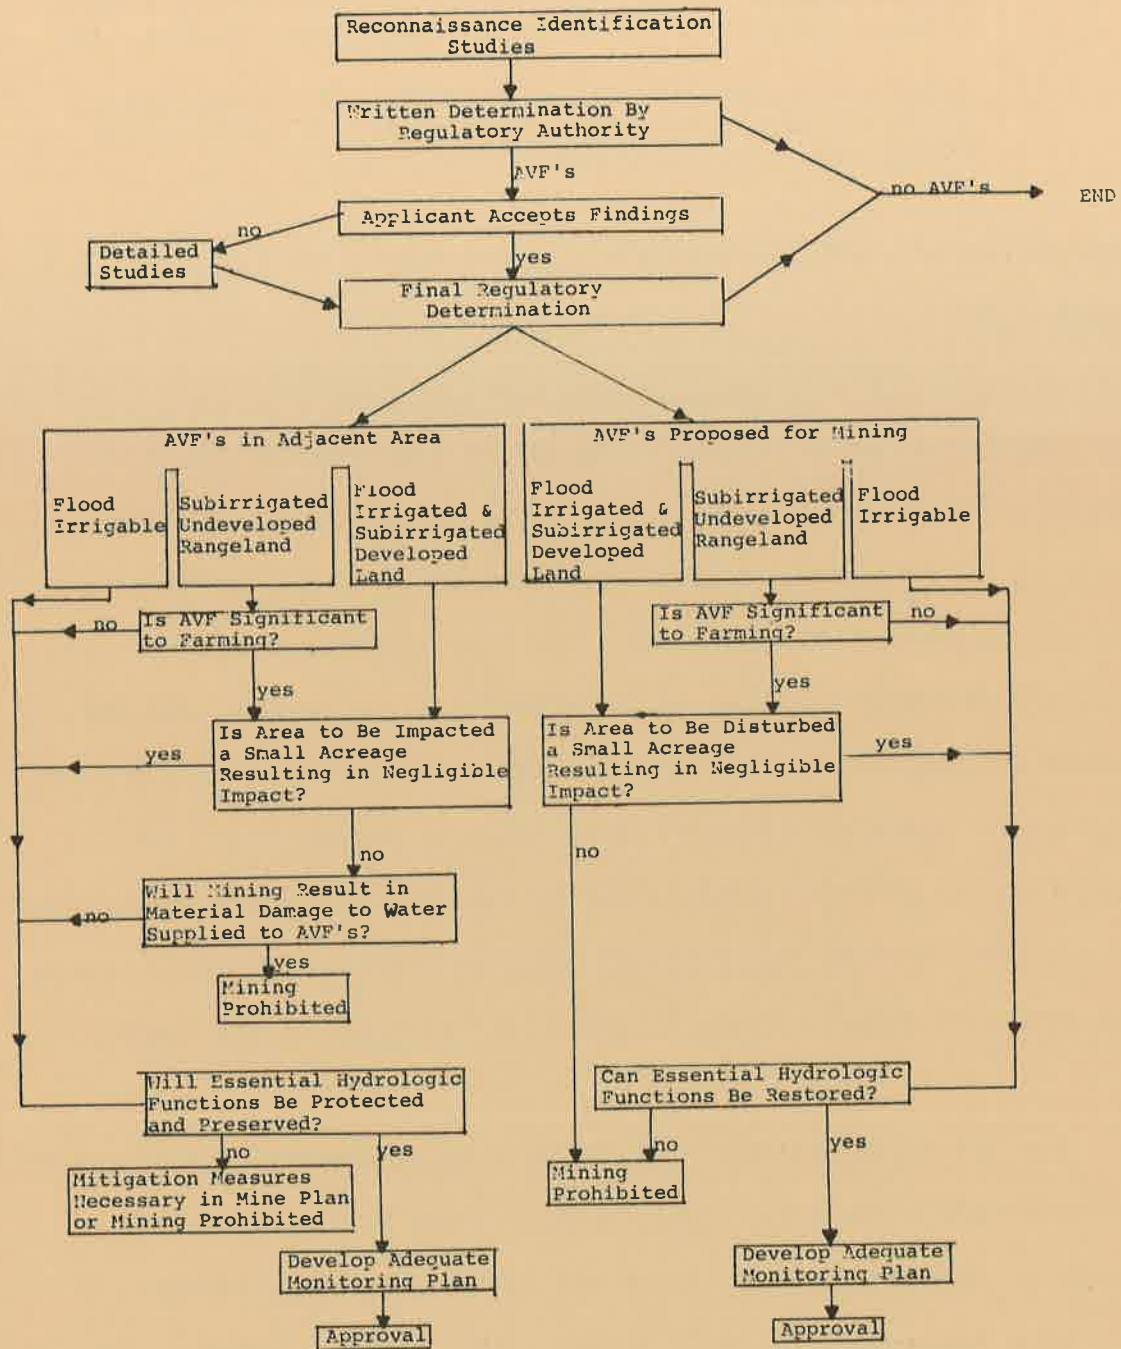 Reconnaissance Identification
Studies
Written Determination By
Regulatory Authority
AVF's
no AVF's
END
Applicant Accepts Findings
no
Detailed
Studies
yes
Final Regulatory
Determination
AVF's in Adjacent Area
Flood
Irrigable
Subirrigated
Undeveloped
Rangeland
Flood
Irrigated &
Subirrigated
Developed
Land
AVF's Proposed for Mining
Flood
Irrigated &
Subirrigated
Developed
Land
Subirrigated
Undeveloped
Rangeland
Flood
Irrigable
no
Is AVF Significant
to Farming?
yes
Is AVF Significant
to Farming?
no
yes
yes
Is Area to Be Impacted
a Small Acreage
Resulting in Negligible
Impact?
no
Is Area to Be Disturbed
a Small Acreage
Resulting in Negligible
Impact?
yes
no
Will Mining Result in
Material Damage to Water
Supplied to AVF's?
no
yes
Mining
Prohibited
Will Essential Hydrologic
Functions Be Protected
and Preserved?
no
yes
Mitigation Measures
Necessary in Mine Plan
or Mining Prohibited
Develop Adequate
Monitoring Plan
Approval
Can Essential Hydrologic
Functions Be Restored?
no
yes
Mining
Prohibited
Develop Adequate
Monitoring Plan
Approval